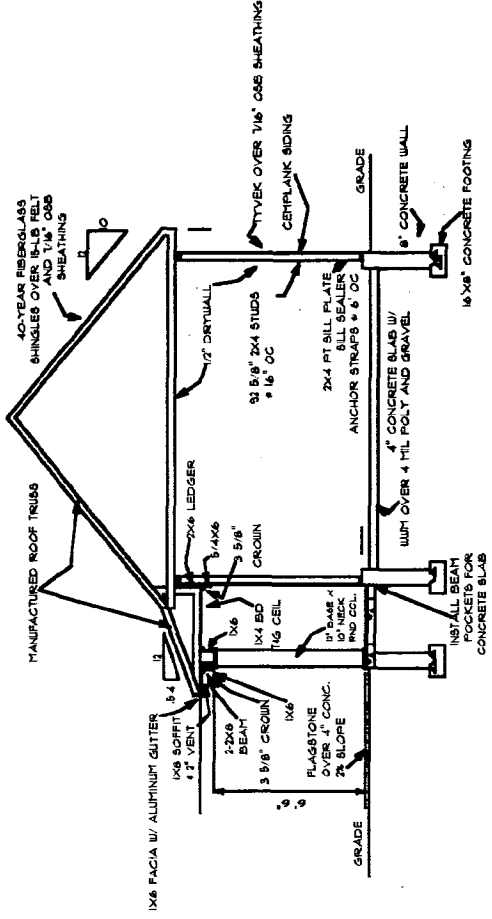 40-YEAR FIBERGLASS
SHINGLES OVER 15-LB FELT
AND 7/16" OSB
SHEATHING
12
10
MANUFACTURED ROOF TRUSS
TYVEK OVER 7/16" OSB SHEATHING
CEMPLANK SIDING
1/2" DRYWALL
92 5/8" 2X4 STUDS
* 16" OC
2X4 PT SILL PLATE
SILL SEALER
ANCHOR STRAPS * 6' OC
GRADE
8" CONCRETE WALL
16"X8" CONCRETE FOOTING
4" CONCRETE SLAB W/
WWM OVER 4 MIL POLY AND GRAVEL
2X6 LEDGER
5/4X6
3 5/8"
CROWN
1X6
1X4 BD
T&G CEIL
12" BASE X
10" NECK
RND COL.
INSTALL BEAM
POCKETS FOR
CONCRETE SLAB
12
5.4
1X6 FACIA W/ ALUMINUM GUTTER
1X8 SOFFIT
* 2" VENT
2-2X8
BEAM
3 5/8" CROWN
1X6
FLAGSTONE
OVER 4" CONC.
2% SLOPE
GRADE